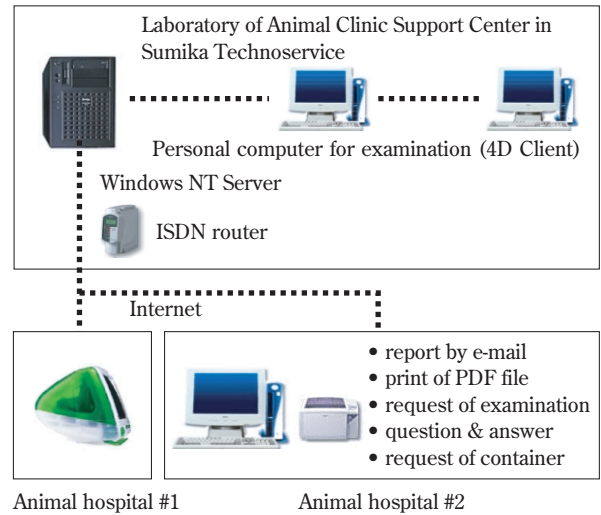 Laboratory of Animal Clinic Support Center in
Sumika Technoservice
Personal computer for examination (4D Client)
Windows NT Server
ISDN router
Internet
• report by e-mail
• print of PDF file
• request of examination
• question & answer
• request of container
Animal hospital #1
Animal hospital #2